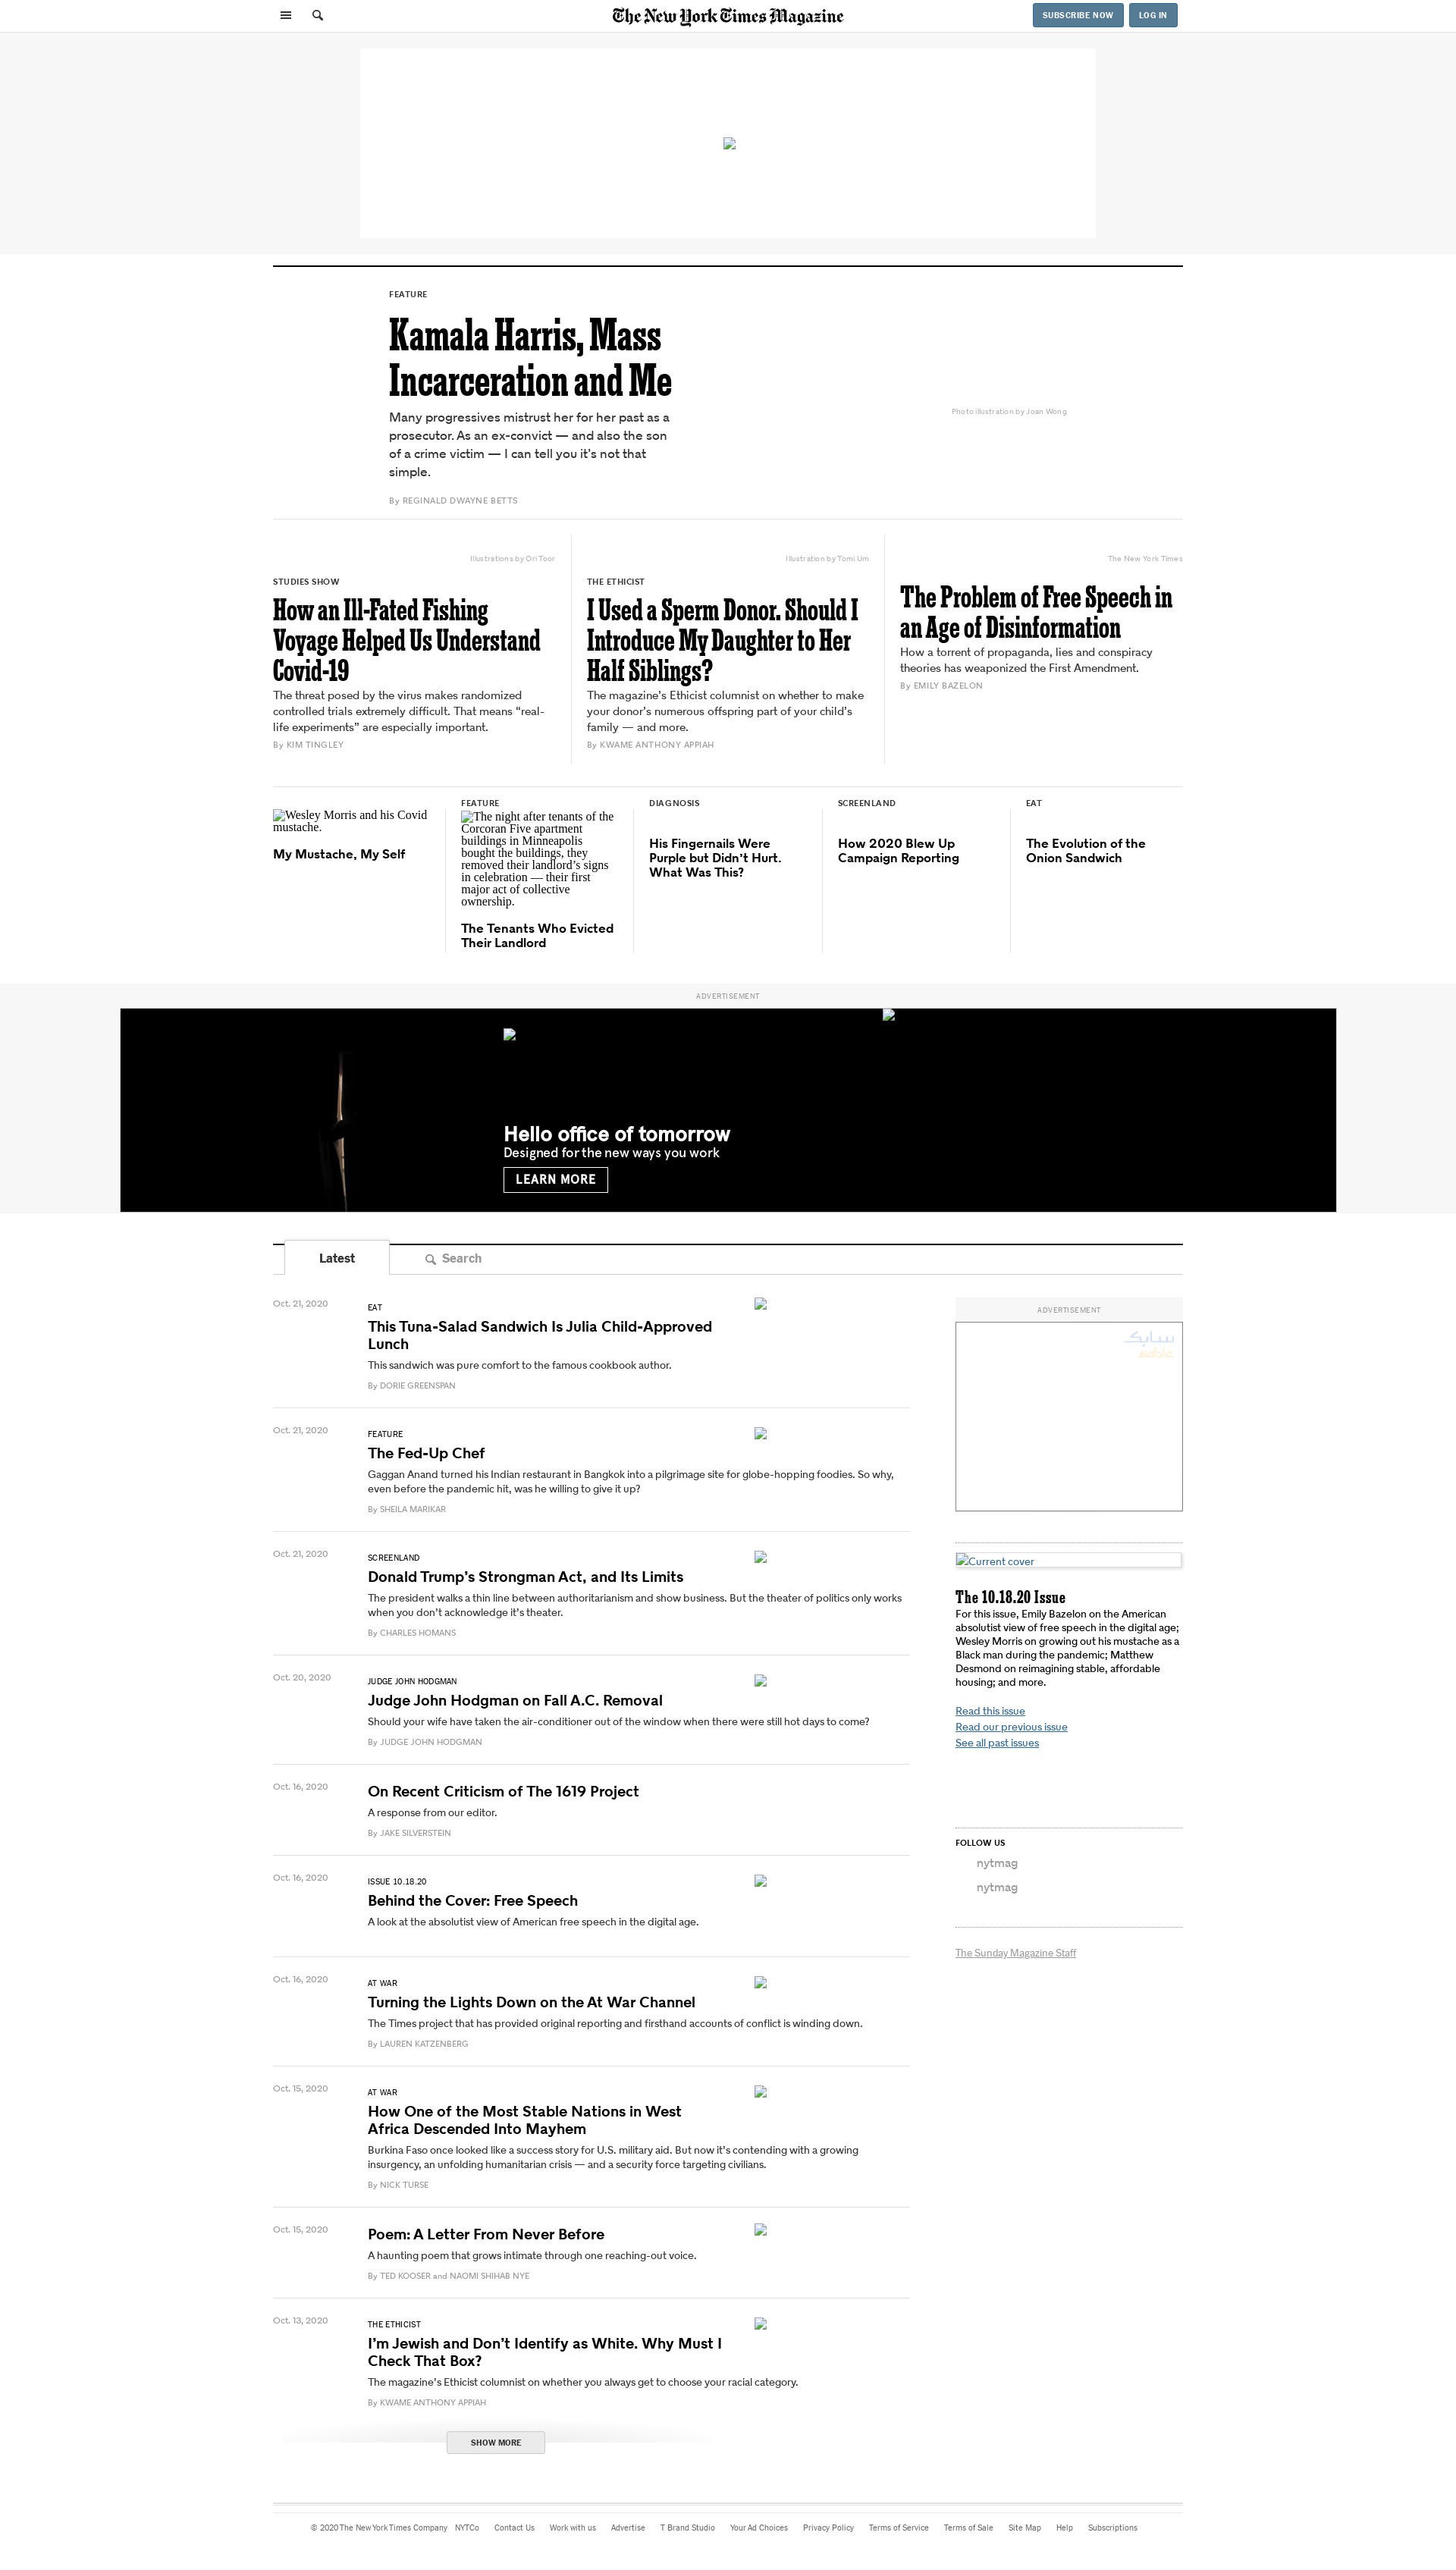 The New York Times Magazine
SUBSCRIBE NOW
LOG IN
FEATURE
Kamala Harris, Mass
Incarceration and Me
Many progressives mistrust her for her past as a
prosecutor. As an ex-convict — and also the son
of a crime victim — I can tell you it's not that
simple.
By REGINALD DWAYNE BETTS
Photo illustration by Joan Wong
Illustrations by Ori Toor
STUDIES SHOW
How an Ill-Fated Fishing
Voyage Helped Us Understand
Covid-19
The threat posed by the virus makes randomized
controlled trials extremely difficult. That means “real-
life experiments” are especially important.
By KIM TINGLEY
Illustration by Tomi Um
THE ETHICIST
I Used a Sperm Donor. Should I
Introduce My Daughter to Her
Half Siblings?
The magazine’s Ethicist columnist on whether to make
your donor’s numerous offspring part of your child’s
family — and more.
By KWAME ANTHONY APPIAH
The New York Times
The Problem of Free Speech in
an Age of Disinformation
How a torrent of propaganda, lies and conspiracy
theories has weaponized the First Amendment.
By EMILY BAZELON
Wesley Morris and his Covid
mustache.
My Mustache, My Self
FEATURE
The night after tenants of the
Corcoran Five apartment
buildings in Minneapolis
bought the buildings, they
removed their landlord’s signs
in celebration — their first
major act of collective
ownership.
The Tenants Who Evicted
Their Landlord
DIAGNOSIS
His Fingernails Were
Purple but Didn’t Hurt.
What Was This?
SCREENLAND
How 2020 Blew Up
Campaign Reporting
EAT
The Evolution of the
Onion Sandwich
ADVERTISEMENT
Hello office of tomorrow
Designed for the new ways you work
LEARN MORE
Latest
Search
Oct. 21, 2020
EAT
This Tuna-Salad Sandwich Is Julia Child-Approved
Lunch
This sandwich was pure comfort to the famous cookbook author.
By DORIE GREENSPAN
Oct. 21, 2020
FEATURE
The Fed-Up Chef
Gaggan Anand turned his Indian restaurant in Bangkok into a pilgrimage site for globe-hopping foodies. So why,
even before the pandemic hit, was he willing to give it up?
By SHEILA MARIKAR
Oct. 21, 2020
SCREENLAND
Donald Trump’s Strongman Act, and Its Limits
The president walks a thin line between authoritarianism and show business. But the theater of politics only works
when you don’t acknowledge it’s theater.
By CHARLES HOMANS
Oct. 20, 2020
JUDGE JOHN HODGMAN
Judge John Hodgman on Fall A.C. Removal
Should your wife have taken the air-conditioner out of the window when there were still hot days to come?
By JUDGE JOHN HODGMAN
Oct. 16, 2020
On Recent Criticism of The 1619 Project
A response from our editor.
By JAKE SILVERSTEIN
Oct. 16, 2020
ISSUE 10.18.20
Behind the Cover: Free Speech
A look at the absolutist view of American free speech in the digital age.
Oct. 16, 2020
AT WAR
Turning the Lights Down on the At War Channel
The Times project that has provided original reporting and firsthand accounts of conflict is winding down.
By LAUREN KATZENBERG
Oct. 15, 2020
AT WAR
How One of the Most Stable Nations in West
Africa Descended Into Mayhem
Burkina Faso once looked like a success story for U.S. military aid. But now it’s contending with a growing
insurgency, an unfolding humanitarian crisis — and a security force targeting civilians.
By NICK TURSE
Oct. 15, 2020
Poem: A Letter From Never Before
A haunting poem that grows intimate through one reaching-out voice.
By TED KOOSER and NAOMI SHIHAB NYE
Oct. 13, 2020
THE ETHICIST
I’m Jewish and Don’t Identify as White. Why Must I
Check That Box?
The magazine’s Ethicist columnist on whether you always get to choose your racial category.
By KWAME ANTHONY APPIAH
SHOW MORE
ADVERTISEMENT
سابك
sabic
Current cover
The 10.18.20 Issue
For this issue, Emily Bazelon on the American
absolutist view of free speech in the digital age;
Wesley Morris on growing out his mustache as a
Black man during the pandemic; Matthew
Desmond on reimagining stable, affordable
housing; and more.
Read this issue
Read our previous issue
See all past issues
FOLLOW US
nytmag
nytmag
The Sunday Magazine Staff
© 2020 The New York Times Company NYTCo Contact Us Work with us Advertise T Brand Studio Your Ad Choices Privacy Policy Terms of Service Terms of Sale Site Map Help Subscriptions